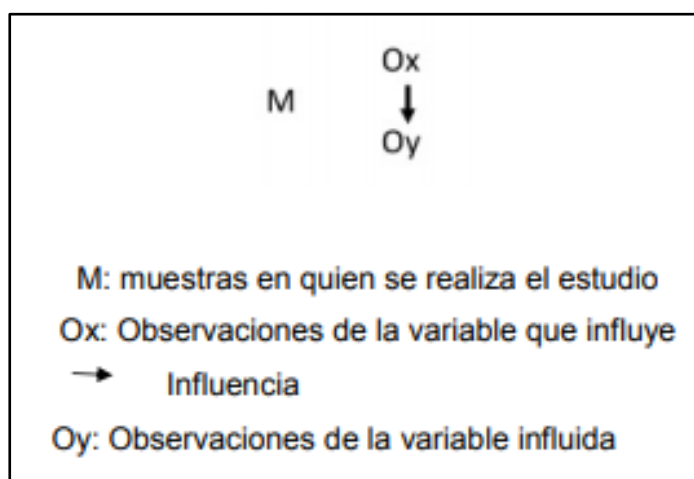 Ox
M
Oy
M: muestras en quien se realiza el estudio
Ox: Observaciones de la variable que influye
Influencia
Oy: Observaciones de la variable influida